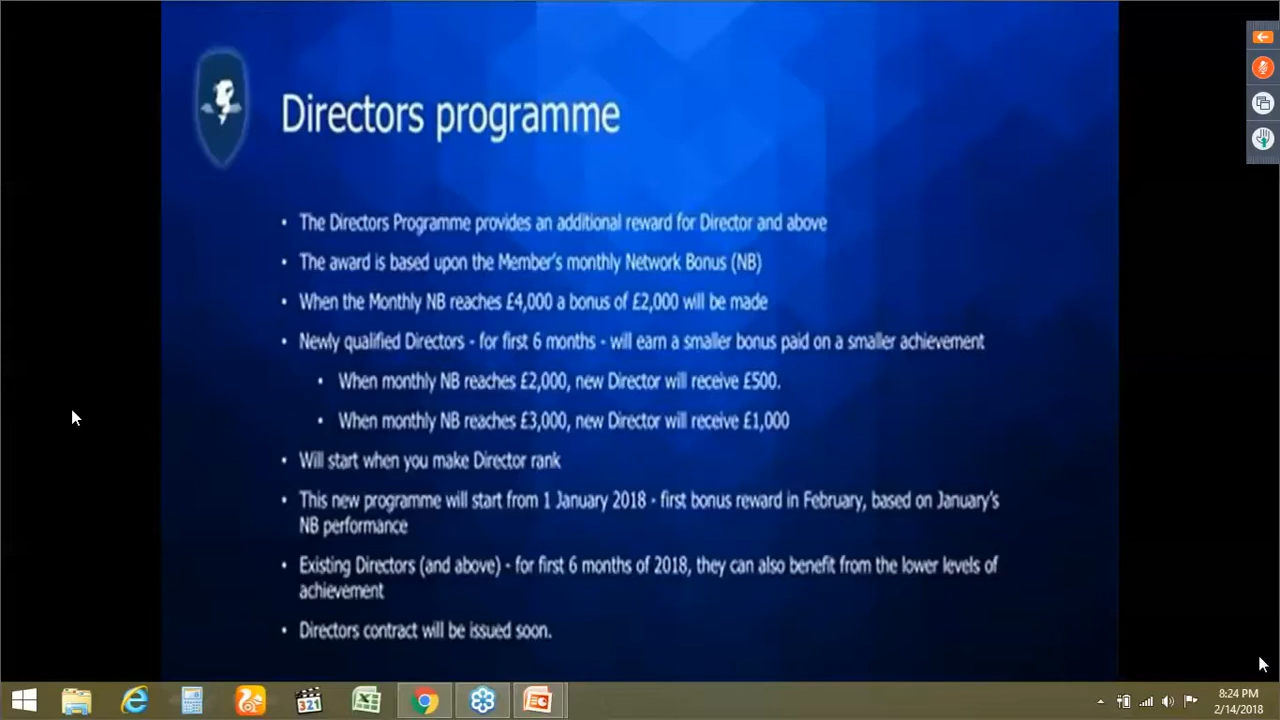 Directors programme
• The Directors Programme provides an additional reward for Director and above
• The award is based upon the Member's monthly Network Bonus (NB)
• When the Monthly NB reaches £4,000 a bonus of £2,000 will be made
• Newly qualified Directors - for first 6 months - will earn a smaller bonus paid on a smaller achievement
• When monthly NB reaches £2,000, new Director will receive £500.
• When monthly NB reaches £3,000, new Director will receive £1,000
• Will start when you make Director rank
• This new programme will start from 1 January 2018 - first bonus reward in February, based on January's
NB performance
• Existing Directors (and above) - for first 6 months of 2018, they can also benefit from the lower levels of
achievement
• Directors contract will be issued soon.
321
8:24 PM
2/14/2018